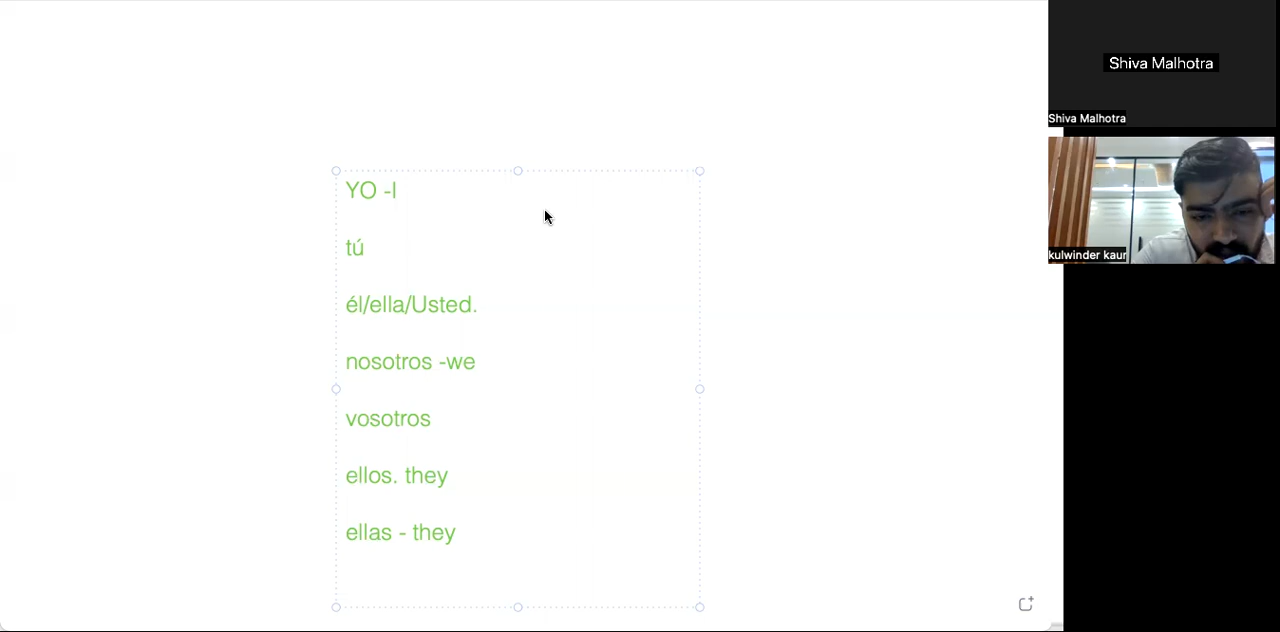 Shiva Malhotra
Shiva Malhotra
kulwinder kaur
YO -I
tú
él/ella/Usted.
nosotros -we
vosotros
ellos. they
ellas - they